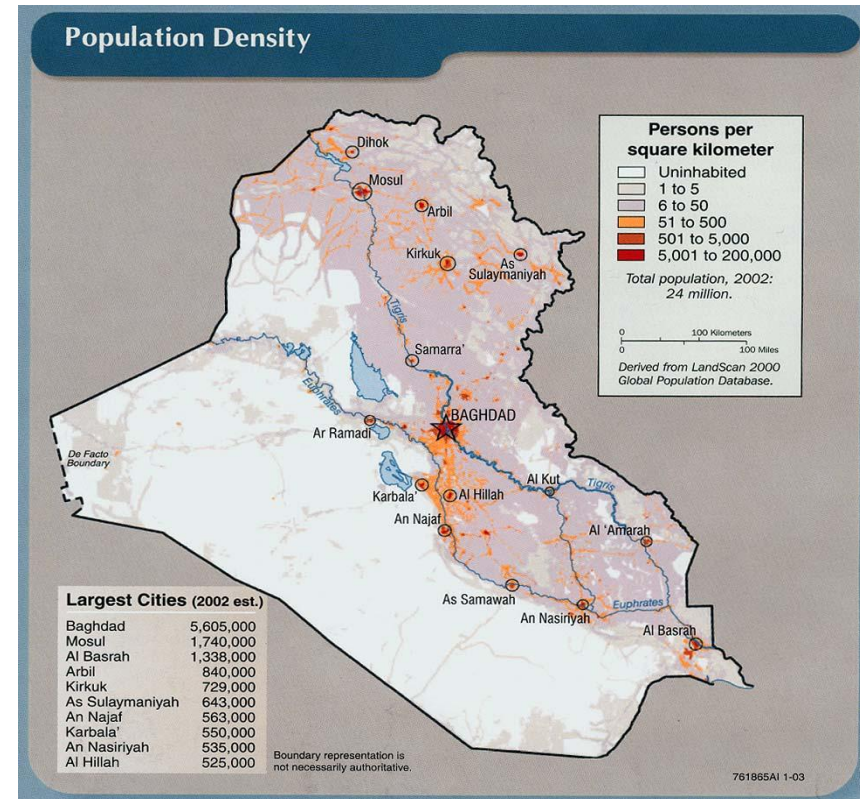 Population Density
Persons per
square kilometer
Uninhabited
1 to 5
6 to 50
51 to 500
501 to 5,000
5,001 to 200,000
Total population, 2002:
24 million.
0 100 Kilometers
0 100 Miles
Derived from LandScan 2000
Global Population Database.
Dihok
Mosul
Arbil
Kirkuk
As
Sulaymaniyah
Tigris
Samarra'
Euphrates
BAGHDAD
Ar Ramadi
De Facto
Boundary
Karbala'
Al Hillah
Al Kut
Tigris
An Najaf
Al 'Amarah
As Samawah
An Nasiriyah
Euphrates
Al Basrah
Largest Cities (2002 est.)
Baghdad 5,605,000
Mosul 1,740,000
Al Basrah 1,338,000
Arbil 840,000
Kirkuk 729,000
As Sulaymaniyah 643,000
An Najaf 563,000
Karbala' 550,000
An Nasiriyah 535,000
Al Hillah 525,000
Boundary representation is
not necessarily authoritative.
761865AI 1-03